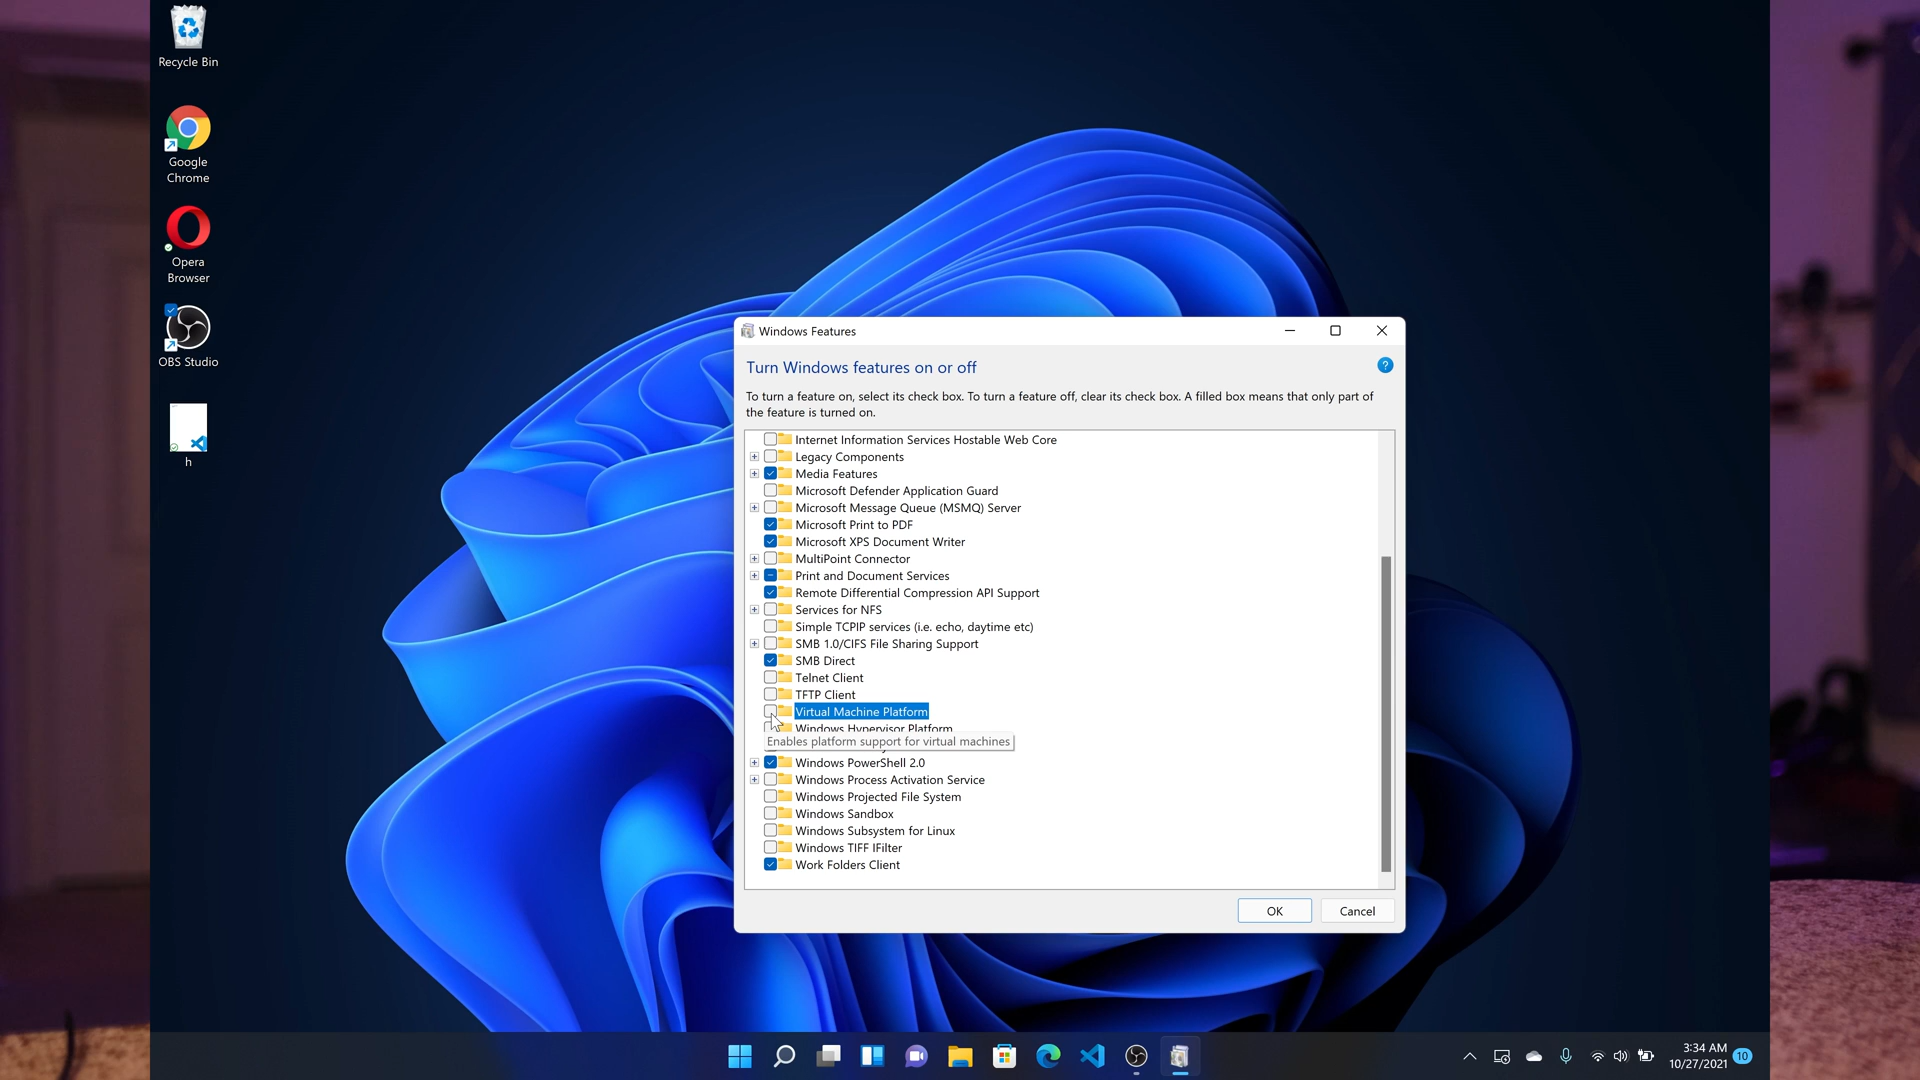 Recycle Bin
Google
Chrome
Opera
Browser
OBS Studio
h
Windows Features
Turn Windows features on or off
?
To turn a feature on, select its check box. To turn a feature off, clear its check box. A filled box means that only part of
the feature is turned on.
Internet Information Services Hostable Web Core
Legacy Components
Media Features
Microsoft Defender Application Guard
Microsoft Message Queue (MSMQ) Server
Microsoft Print to PDF
Microsoft XPS Document Writer
MultiPoint Connector
Print and Document Services
Remote Differential Compression API Support
Services for NFS
Simple TCPIP services (i.e. echo, daytime etc)
SMB 1.0/CIFS File Sharing Support
SMB Direct
Telnet Client
TFTP Client
Virtual Machine Platform
Windows Hypervisor Platform
Enables platform support for virtual machines
Windows PowerShell 2.0
Windows Process Activation Service
Windows Projected File System
Windows Sandbox
Windows Subsystem for Linux
Windows TIFF IFilter
Work Folders Client
OK
Cancel
3:34 AM
10/27/2021
10